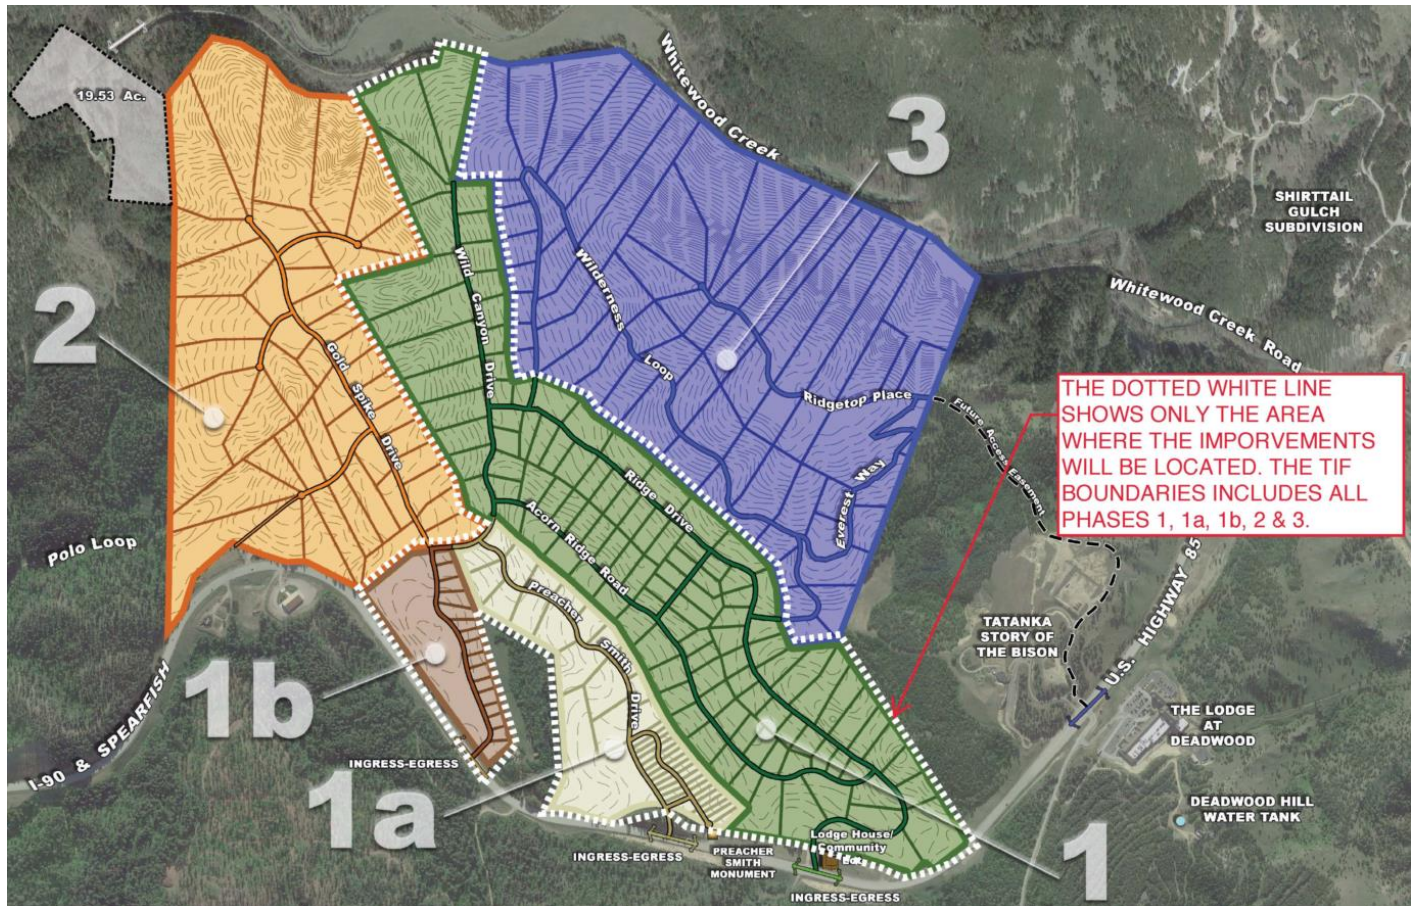 19.53 Ac.
Whitewood Creek
3
SHIRTTAIL
GULCH
SUBDIVISION
Whitewood Creek Road
2
Wild Canyon Drive
Wilderness Loop
Gold Spike Drive
Ridgetop Place
Future Access Easement
THE DOTTED WHITE LINE
SHOWS ONLY THE AREA
WHERE THE IMPORVEMENTS
WILL BE LOCATED. THE TIF
BOUNDARIES INCLUDES ALL
PHASES 1, 1a, 1b, 2 & 3.
Ridge Drive
Everest Way
Acorn Ridge Road
Polo Loop
Preacher Smith Drive
TATANKA
STORY OF
THE BISON
U.S. HIGHWAY 85
1b
I-90 & SPEARFISH
THE LODGE
AT
DEADWOOD
INGRESS-EGRESS
1a
DEADWOOD HILL
WATER TANK
Lodge House/
Community
INGRESS-EGRESS
PREACHER
SMITH
MONUMENT
1
INGRESS-EGRESS